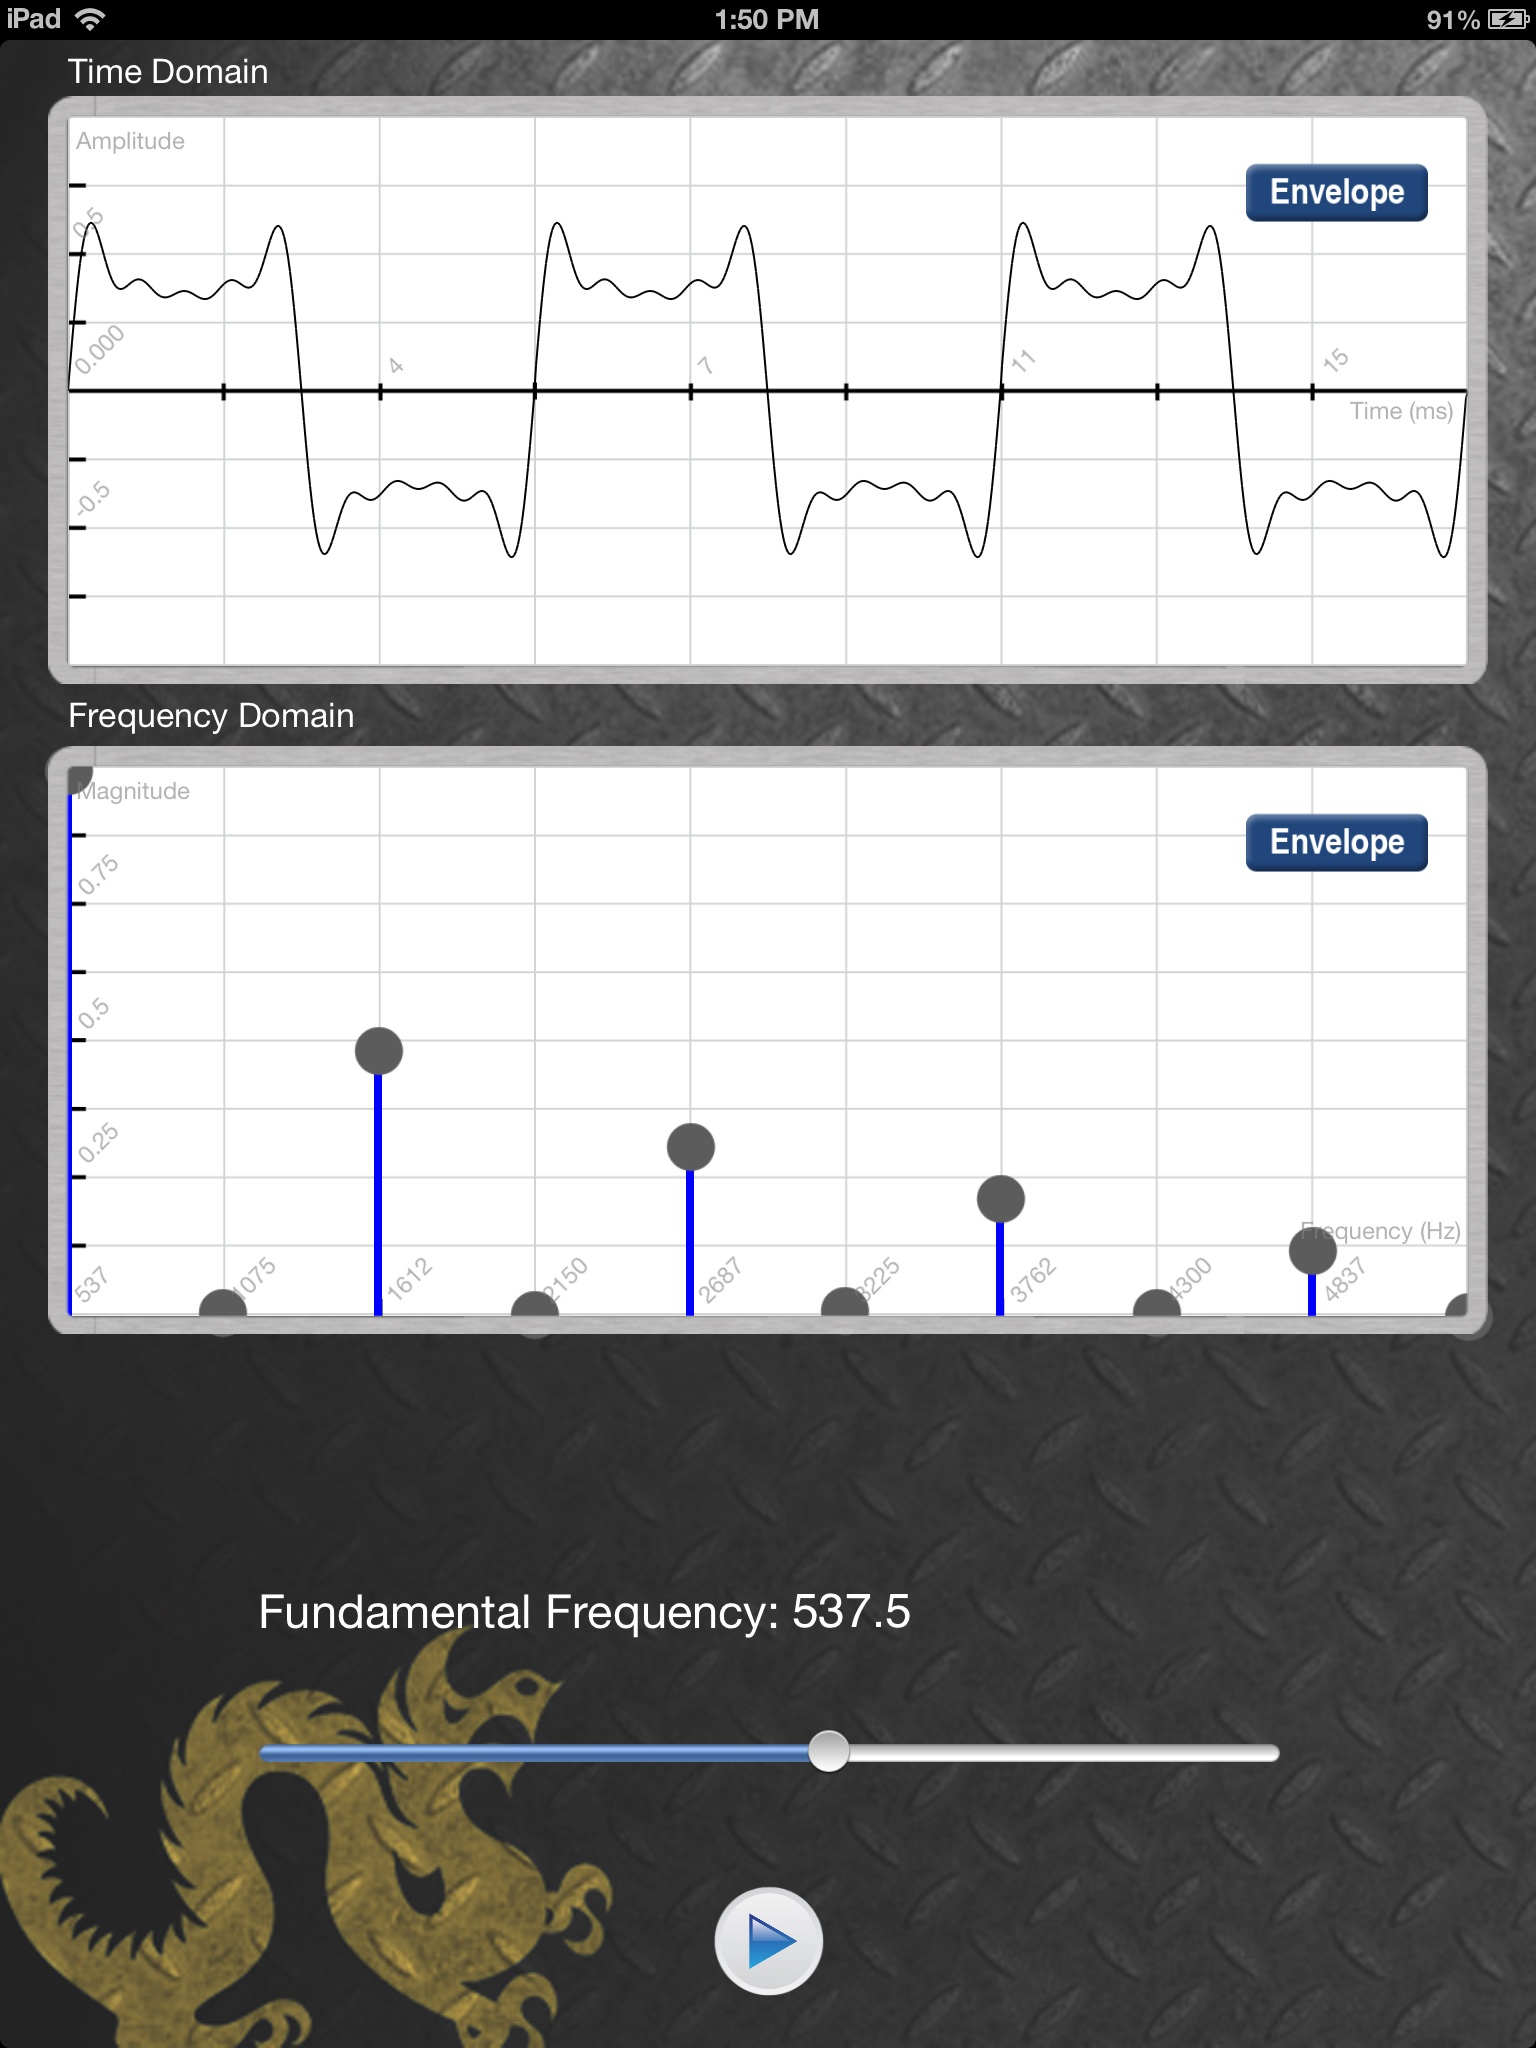 iPad 1:50 PM 91%
Time Domain
Amplitude
Envelope
0.5
0.000 4 7 11 15
Time (ms)
-0.5
Frequency Domain
Magnitude
Envelope
0.75
0.5
0.25
Frequency (Hz)
537 1075 1612 2150 2687 3225 3762 4300 4837
Fundamental Frequency: 537.5